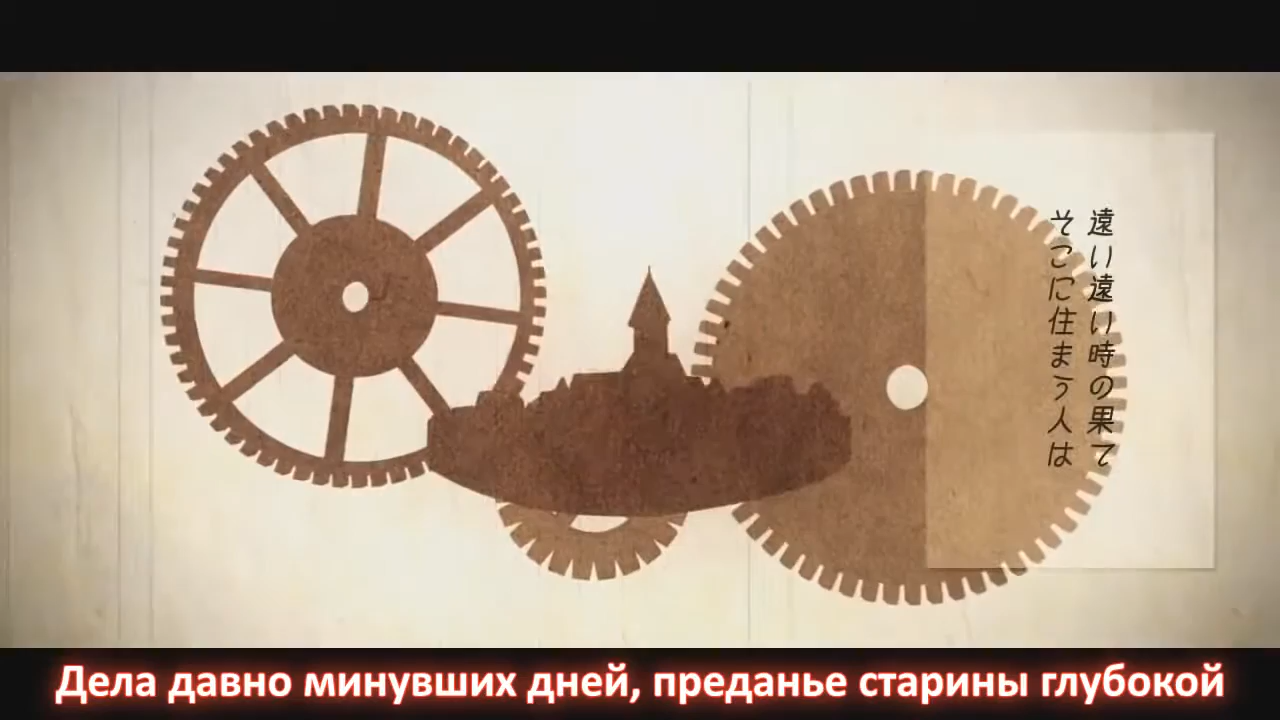 遠い遠い時の果て
そこに住まう人は
Дела давно минувших дней, преданье старины глубокой